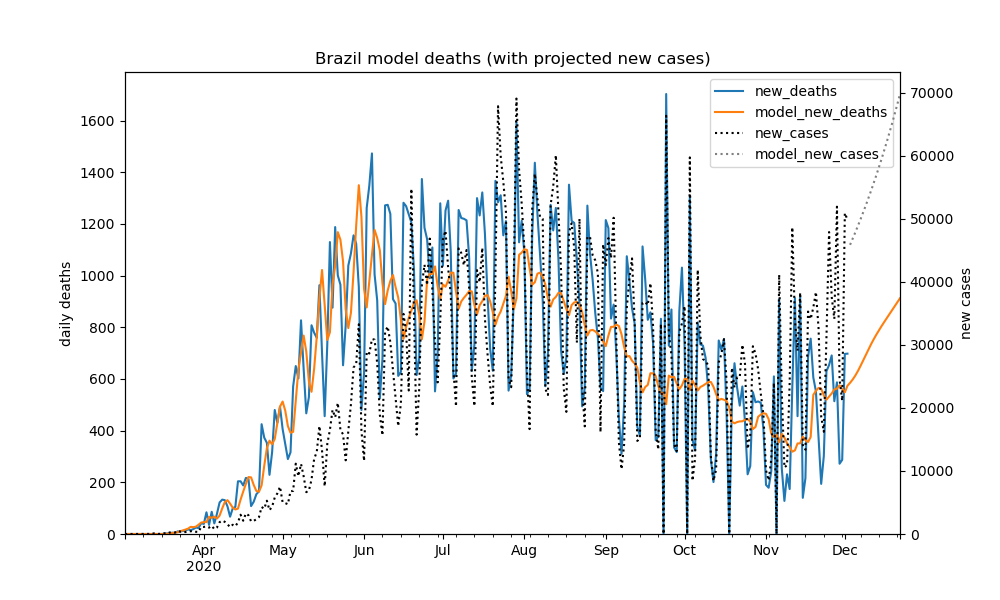 Brazil model deaths (with projected new cases)
new_deaths
model_new_deaths
new_cases
model_new_cases
daily deaths
1600
1400
1200
1000
800
600
400
200
0
70000
60000
50000
40000
30000
20000
10000
0
new cases
Apr May Jun Jul Aug Sep Oct Nov Dec
2020